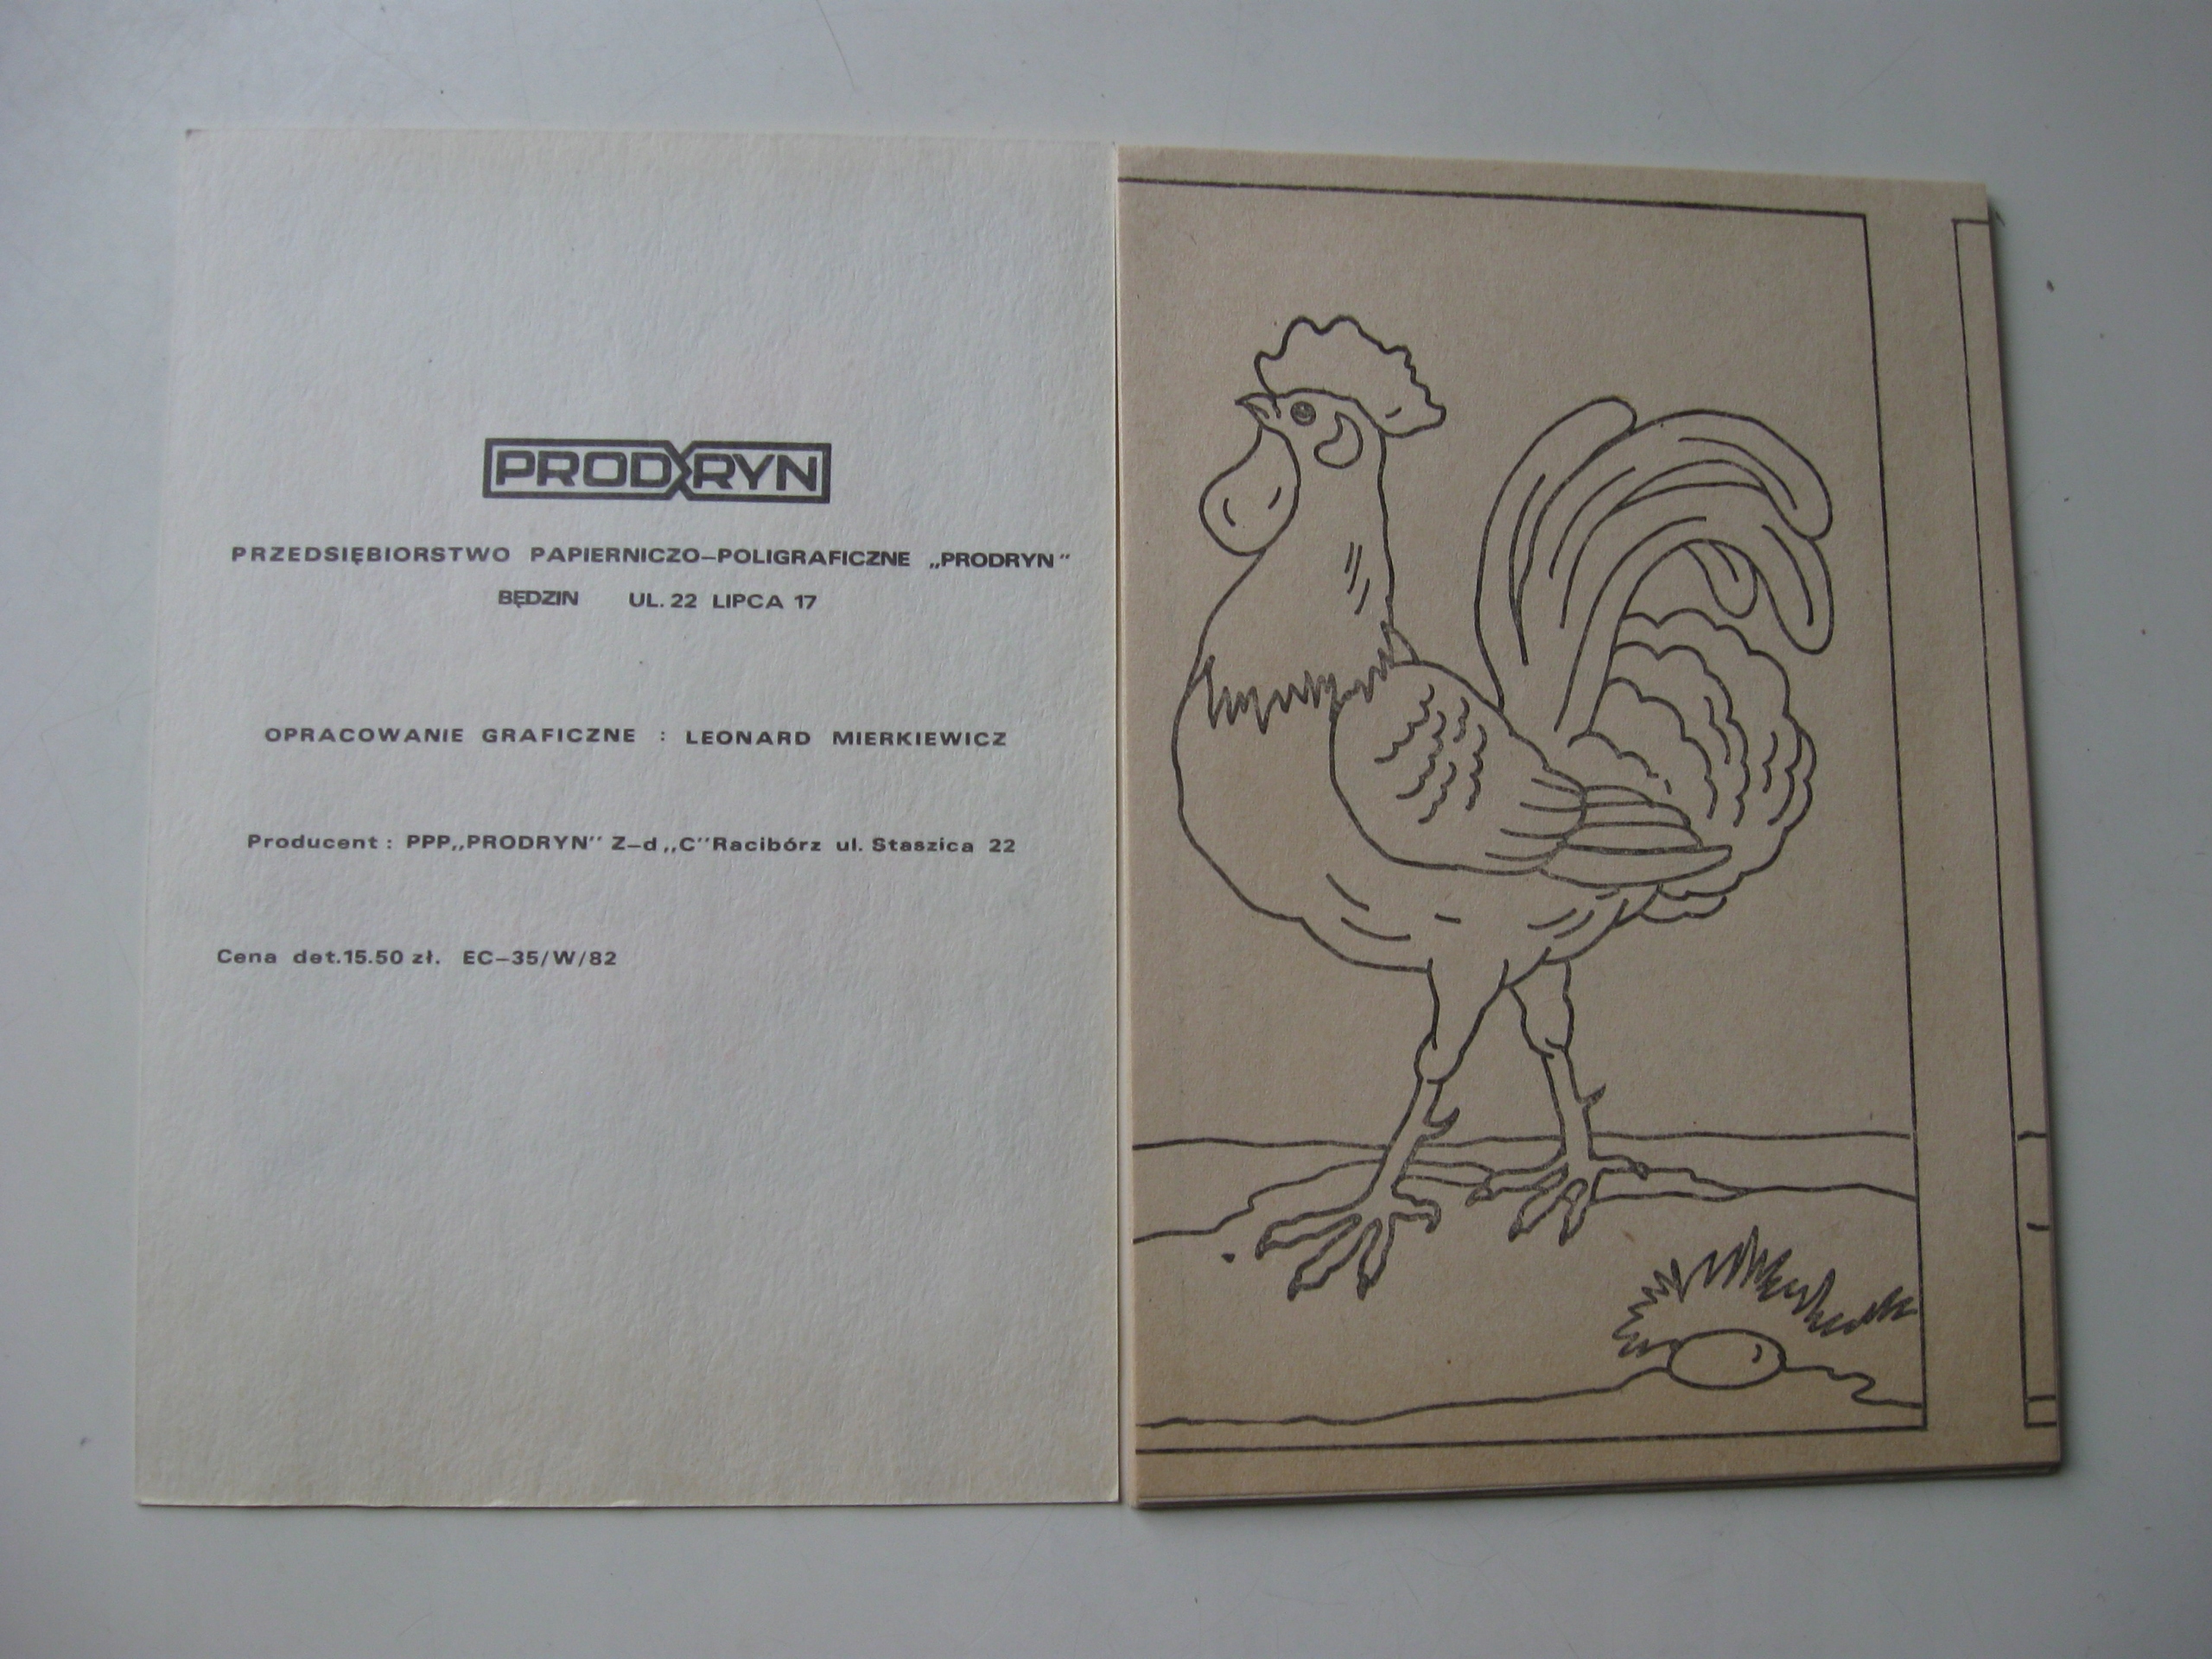 PRODRYN
PRZEDSIĘBIORSTWO PAPIERNICZO–POLIGRAFICZNE „PRODRYN”
BĘDZIN UL. 22 LIPCA 17
OPRACOWANIE GRAFICZNE : LEONARD MIERKIEWICZ
Producent : PPP„PRODRYN” Z–d „C” Racibórz ul. Staszica 22
Cena det.15.50 zł. EC–35/W/82